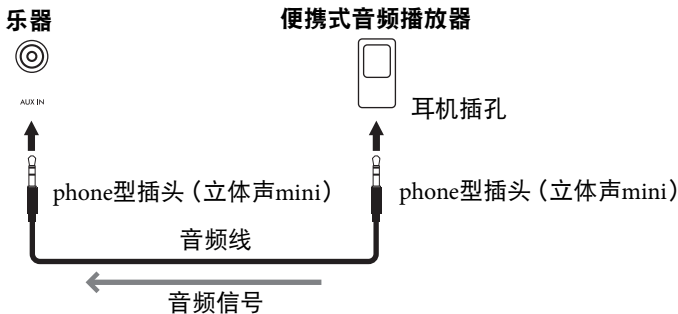 乐器
便携式音频播放器
AUX IN
耳机插孔
phone型插头（立体声mini）
phone型插头（立体声mini）
音频线
音频信号